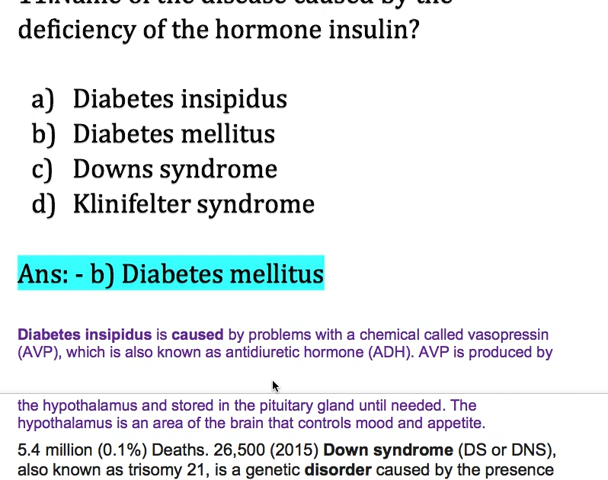 deficiency of the hormone insulin?
a) Diabetes insipidus
b) Diabetes mellitus
c) Downs syndrome
d) Klinifelter syndrome
Ans: - b) Diabetes mellitus
Diabetes insipidus is caused by problems with a chemical called vasopressin
(AVP), which is also known as antidiuretic hormone (ADH). AVP is produced by
the hypothalamus and stored in the pituitary gland until needed. The
hypothalamus is an area of the brain that controls mood and appetite.
5.4 million (0.1%) Deaths. 26,500 (2015) Down syndrome (DS or DNS),
also known as trisomy 21, is a genetic disorder caused by the presence